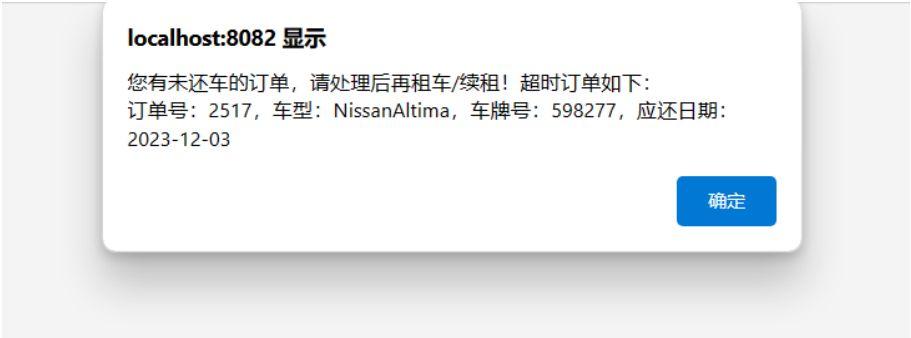 localhost:8082 显示
您有未还车的订单，请处理后再租车/续租！超时订单如下：
订单号：2517，车型：NissanAltima，车牌号：598277，应还日期：
2023-12-03
确定